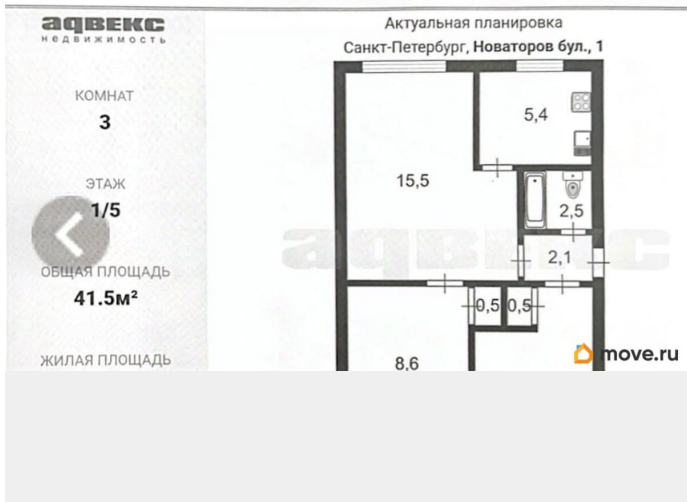 адвекс
недвижимость
КОМНАТ
3
ЭТАЖ
1/5
ОБЩАЯ ПЛОЩАДЬ
41.5м²
ЖИЛАЯ ПЛОЩАДЬ
Актуальная планировка
Санкт-Петербург, Новаторов бул., 1
5,4
15,5
2,5
адвекс
2,1
0,5
0,5
8,6
move.ru